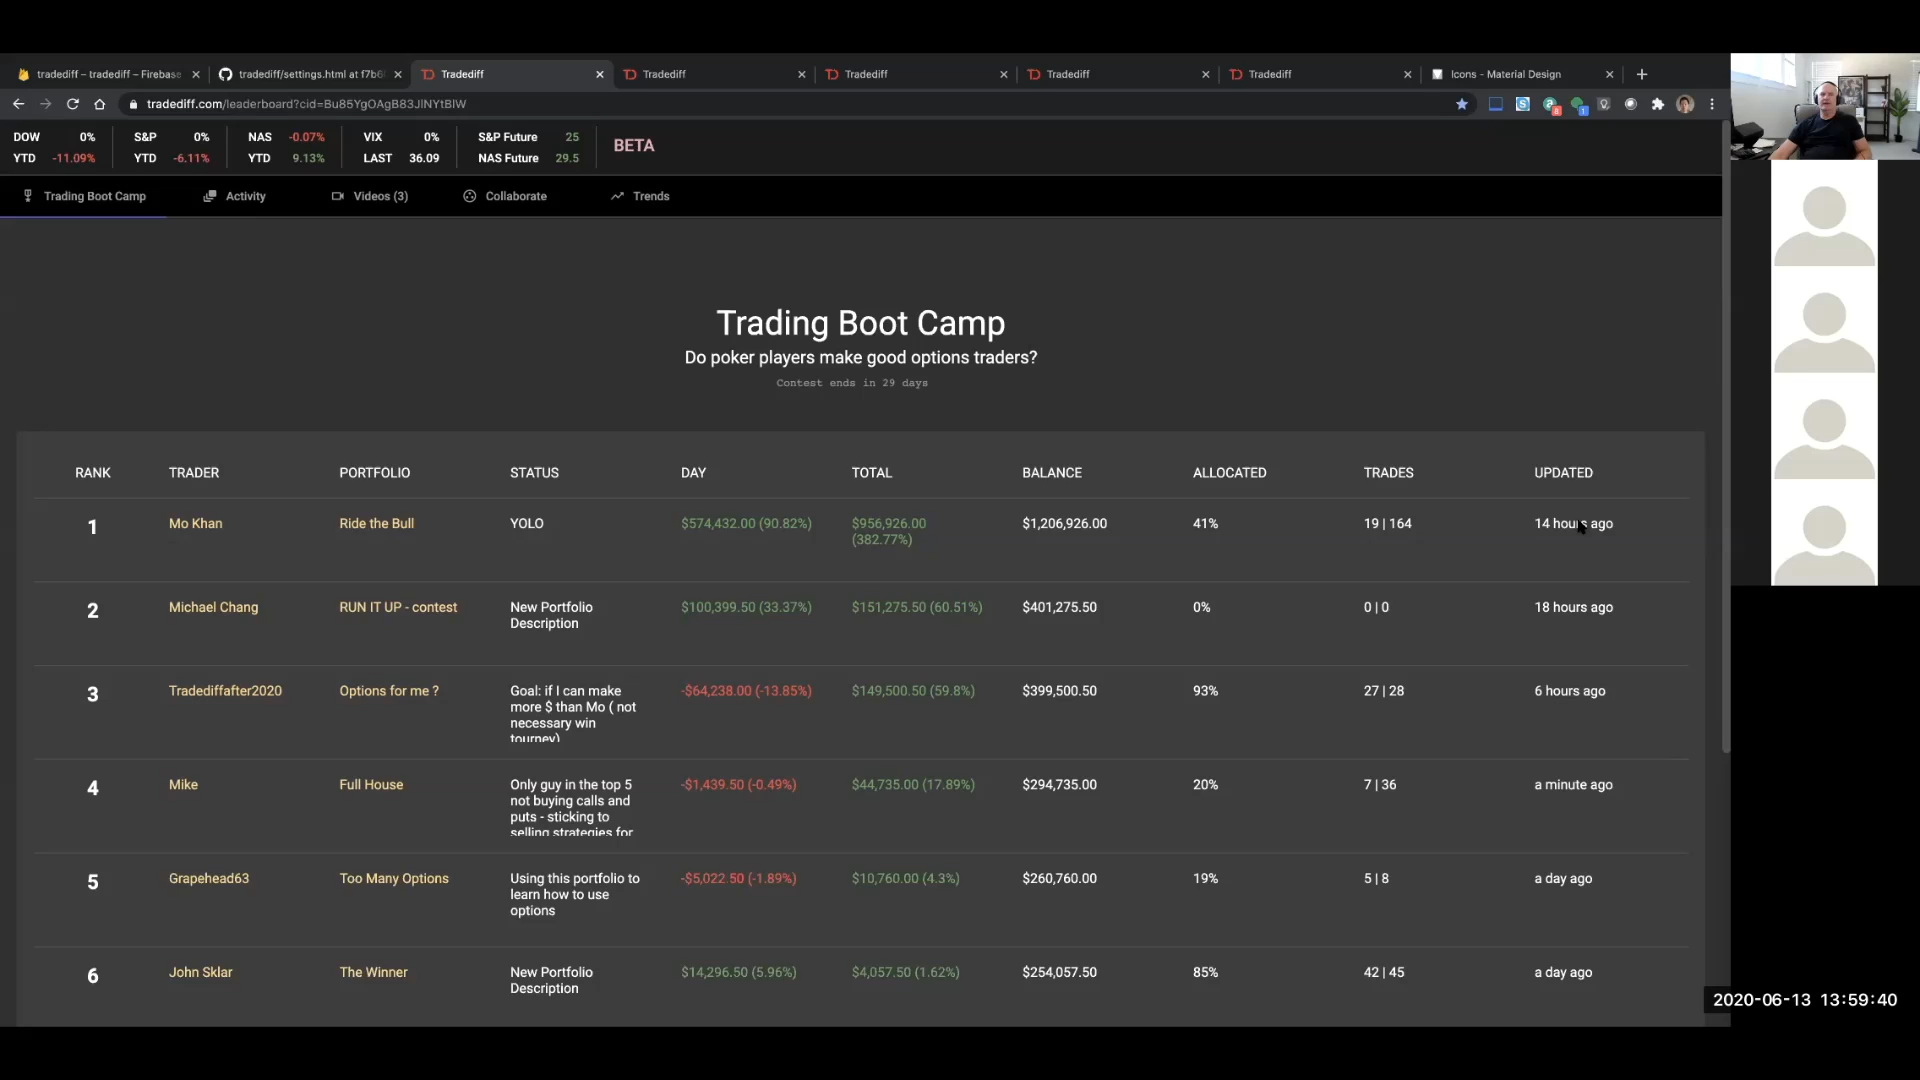 tradediff – tradediff – Firebase
tradediff/settings.html at f7b6
Tradediff
Tradediff
Tradediff
Tradediff
Tradediff
Icons - Material Design
tradediff.com/leaderboard?cid=Bu85YgOAgB83JINYtBIW
DOW 0% S&P 0% NAS -0.07% VIX 0% S&P Future 25
YTD -11.09% YTD -6.11% YTD 9.13% LAST 36.09 NAS Future 29.5
BETA
Trading Boot Camp Activity Videos (3) Collaborate Trends
Trading Boot Camp
Do poker players make good options traders?
Contest ends in 29 days
RANK TRADER PORTFOLIO STATUS DAY TOTAL BALANCE ALLOCATED TRADES UPDATED
1 Mo Khan Ride the Bull YOLO $574,432.00 (90.82%) $956,926.00 $1,206,926.00 41% 19 | 164 14 hours ago
(382.77%)
2 Michael Chang RUN IT UP - contest New Portfolio $100,399.50 (33.37%) $151,275.50 (60.51%) $401,275.50 0% 0 | 0 18 hours ago
Description
3 Tradediffafter2020 Options for me ? Goal: if I can make -$64,238.00 (-13.85%) $149,500.50 (59.8%) $399,500.50 93% 27 | 28 6 hours ago
more $ than Mo ( not
necessary win
tourney)
4 Mike Full House Only guy in the top 5 -$1,439.50 (-0.49%) $44,735.00 (17.89%) $294,735.00 20% 7 | 36 a minute ago
not buying calls and
puts - sticking to
selling strategies for
5 Grapehead63 Too Many Options Using this portfolio to -$5,022.50 (-1.89%) $10,760.00 (4.3%) $260,760.00 19% 5 | 8 a day ago
learn how to use
options
6 John Sklar The Winner New Portfolio $14,296.50 (5.96%) $4,057.50 (1.62%) $254,057.50 85% 42 | 45 a day ago
Description
2020-06-13 13:59:40